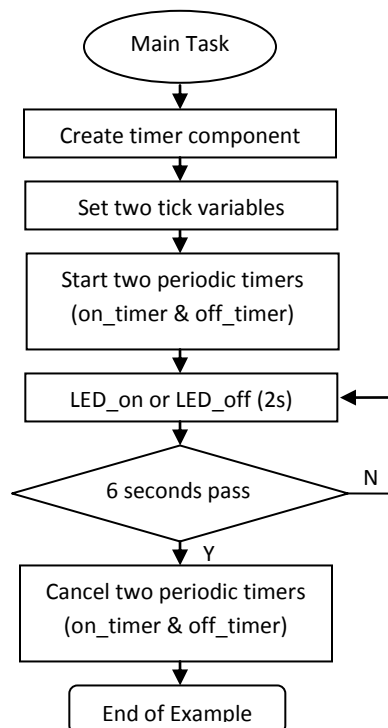 Main Task
Create timer component
Set two tick variables
Start two periodic timers
(on_timer & off_timer)
LED_on or LED_off (2s)
6 seconds pass
N
Y
Cancel two periodic timers
(on_timer & off_timer)
End of Example